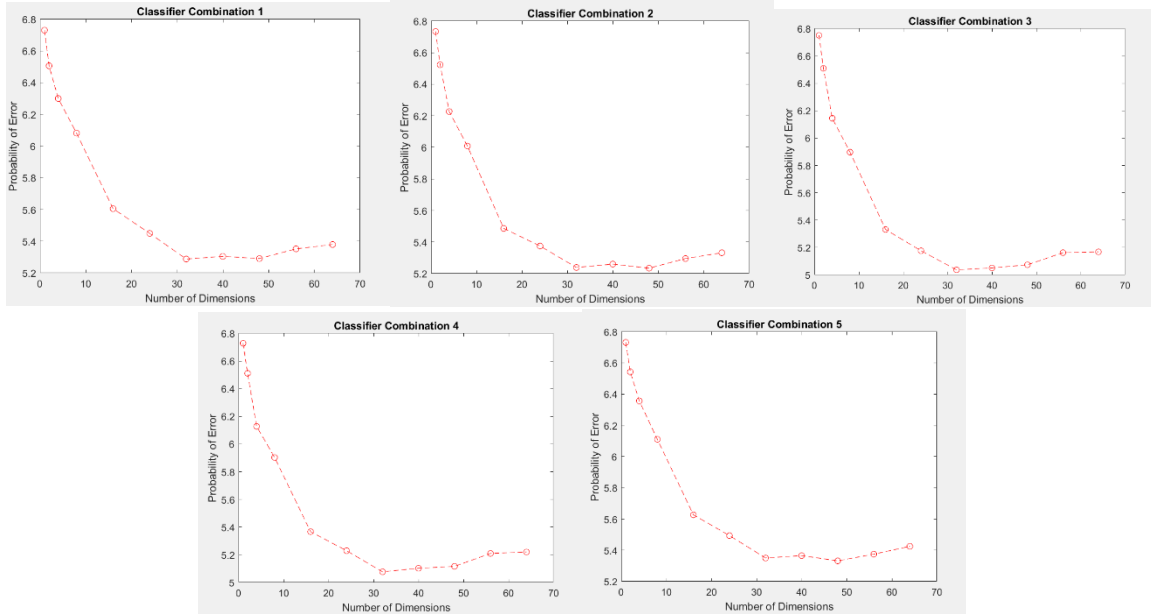 Classifier Combination 1
6.8
6.6
6.4
6.2
6
5.8
5.6
5.4
5.2
Probability of Error
0 10 20 30 40 50 60 70
Number of Dimensions
Classifier Combination 2
6.8
6.6
6.4
6.2
6
5.8
5.6
5.4
5.2
Probability of Error
0 10 20 30 40 50 60 70
Number of Dimensions
Classifier Combination 3
6.8
6.6
6.4
6.2
6
5.8
5.6
5.4
5.2
5
Probability of Error
0 10 20 30 40 50 60 70
Number of Dimensions
Classifier Combination 4
6.8
6.6
6.4
6.2
6
5.8
5.6
5.4
5.2
5
Probability of Error
0 10 20 30 40 50 60 70
Number of Dimensions
Classifier Combination 5
6.8
6.6
6.4
6.2
6
5.8
5.6
5.4
5.2
Probability of Error
0 10 20 30 40 50 60 70
Number of Dimensions